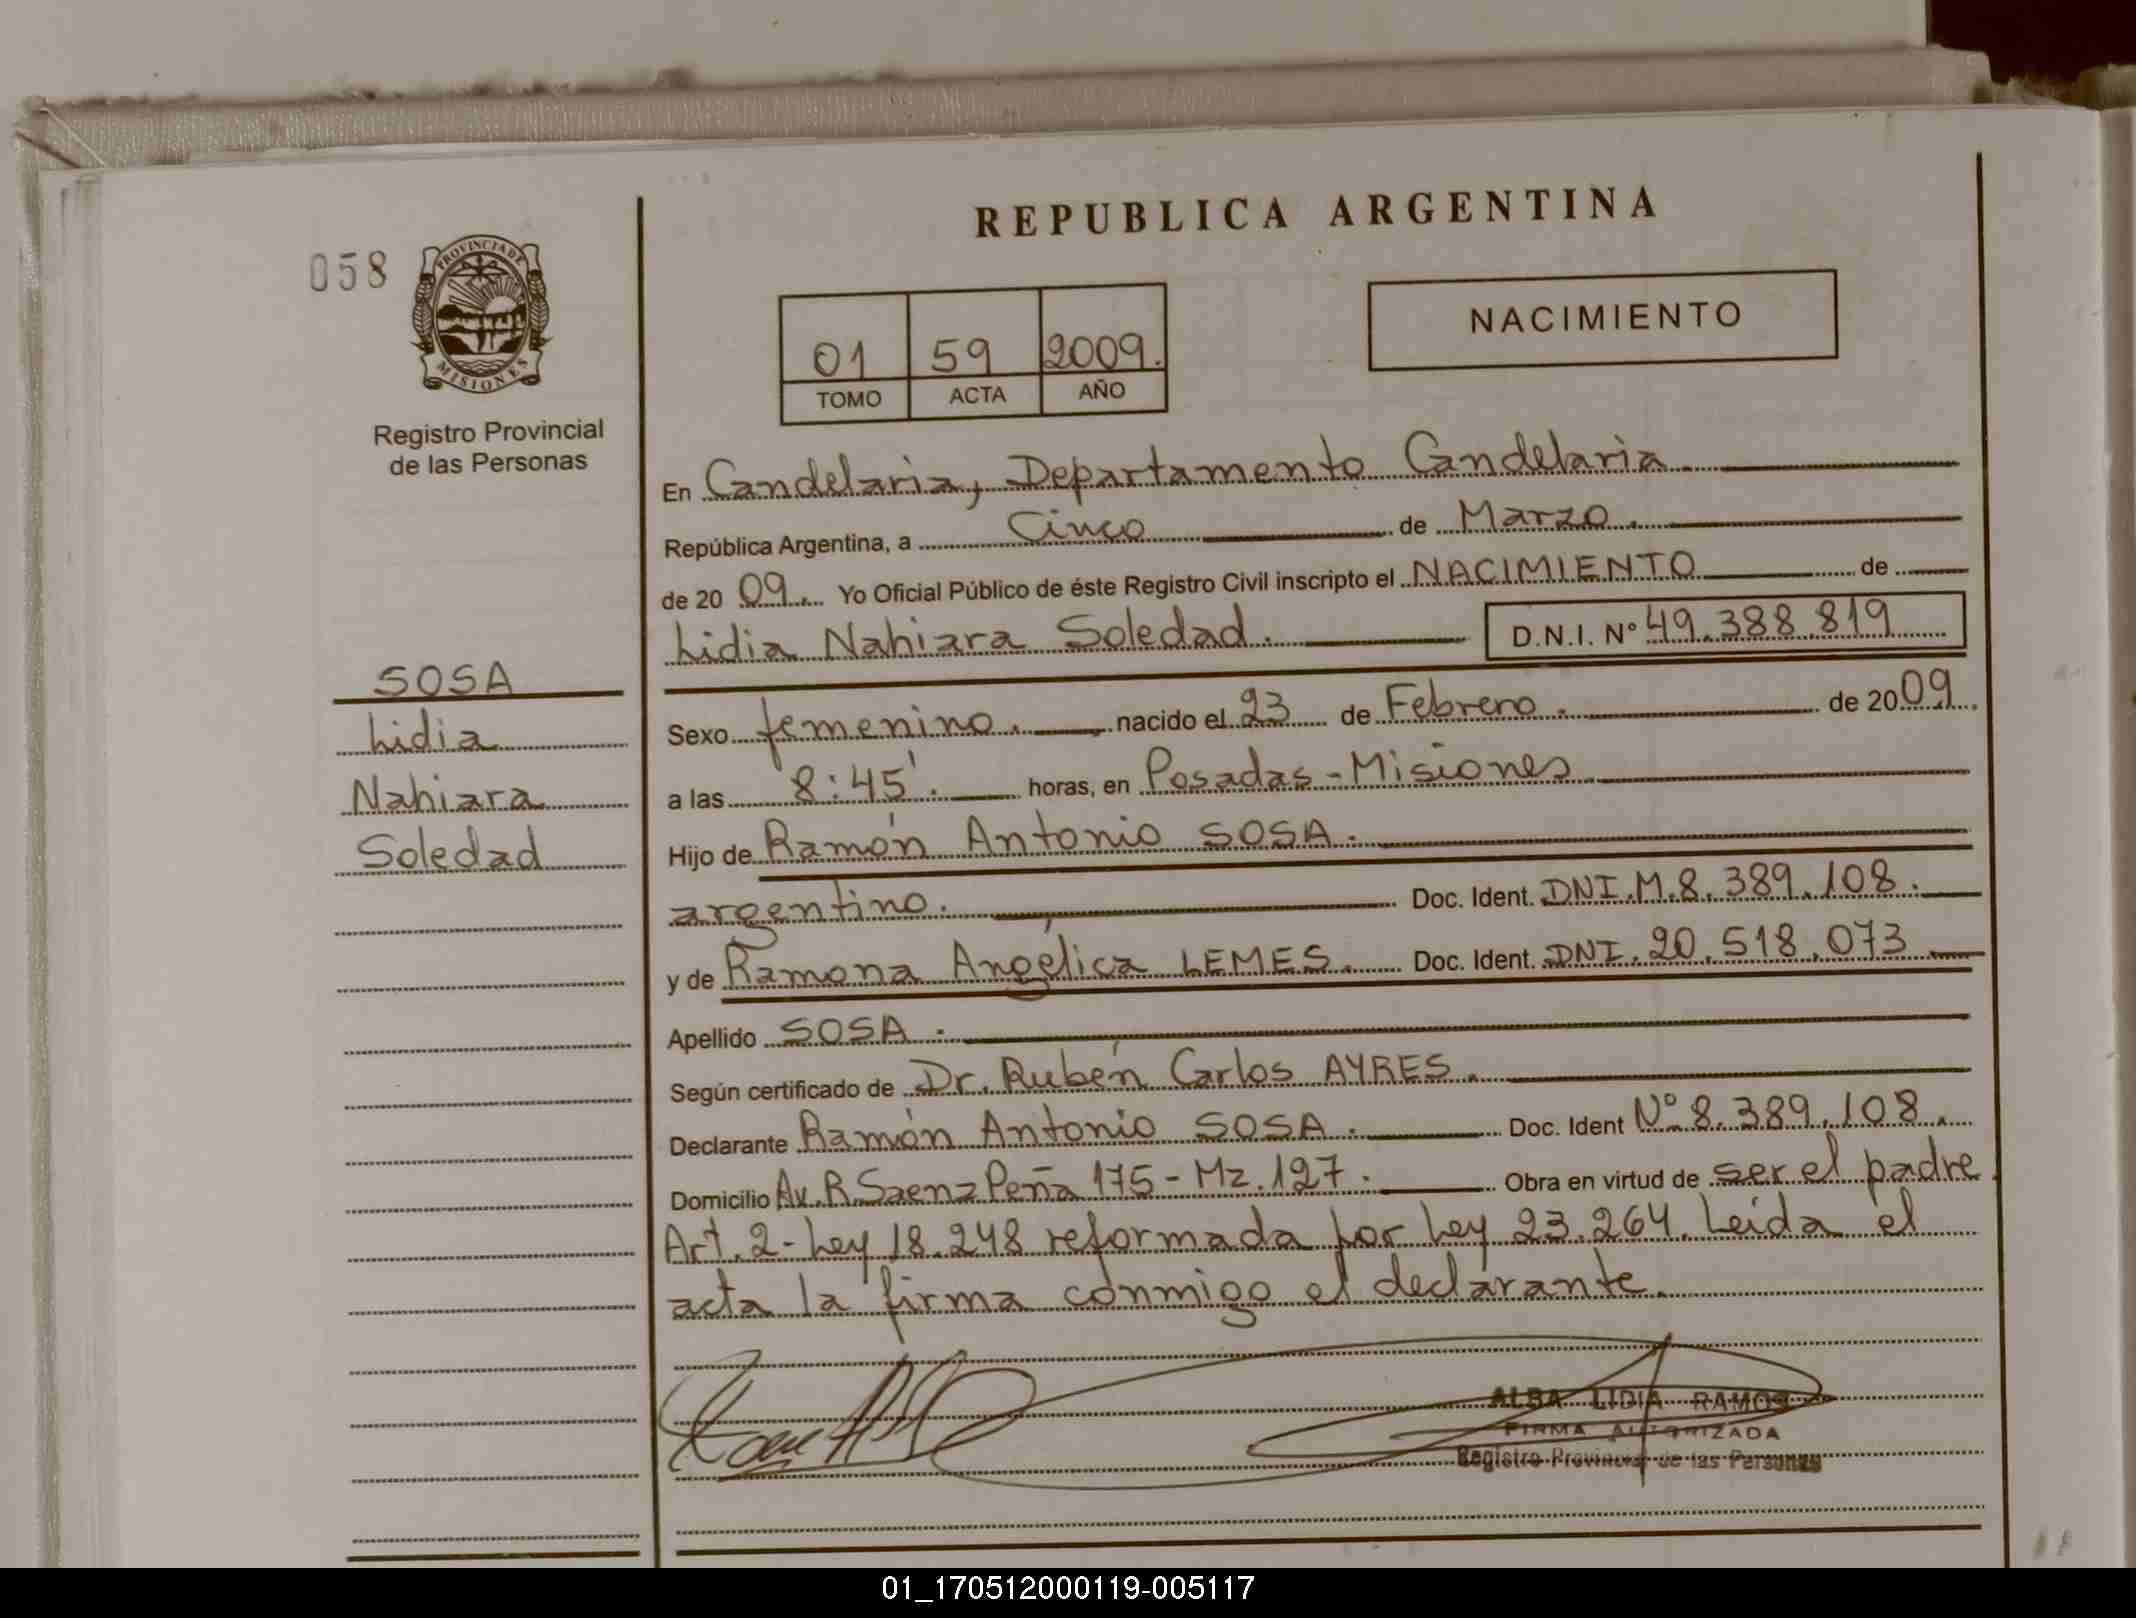 REPUBLICA ARGENTINA
058
PROVINCIA DE
MISIONES
Registro Provincial
de las Personas
01 59 2009.
TOMO ACTA AÑO
NACIMIENTO
En Candelaria, Departamento Candelaria
República Argentina, a Cinco de Marzo.
de 20 09. Yo Oficial Público de éste Registro Civil inscripto el NACIMIENTO de
Lidia Nahiara Soledad. D.N.I. Nº 49.388.819
SOSA
Lidia
Nahiara
Soledad
Sexo femenino. nacido el 23 de Febrero. de 20 09.
a las 8:45'. horas, en Posadas - Misiones
Hijo de Ramón Antonio SOSA.
argentino. Doc. Ident. DNI.M.8.389.108.
y de Ramona Angélica LEMES. Doc. Ident. DNI. 20.518.073
Apellido SOSA.
Según certificado de Dr. Rubén Carlos AYRES.
Declarante Ramón Antonio SOSA. Doc. Ident Nº 8.389.108.
Domicilio Av. R. Saenz Peña 175 - Mz. 127. Obra en virtud de ser el padre.
Art. 2 - Ley 18.248 reformada por Ley 23.264. Leida el
acta la firma conmigo el declarante.
ALBA LIDIA RAMOS
FIRMA AUTORIZADA
Registro Provincial de las Personas
01_170512000119-005117